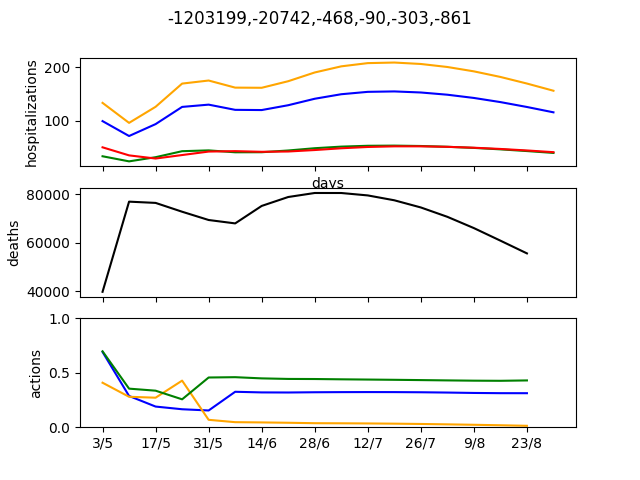 -1203199,-20742,-468,-90,-303,-861
200
100
hospitalizations
days
80000
60000
40000
deaths
1.0
0.5
0.0
actions
3/5 17/5 31/5 14/6 28/6 12/7 26/7 9/8 23/8